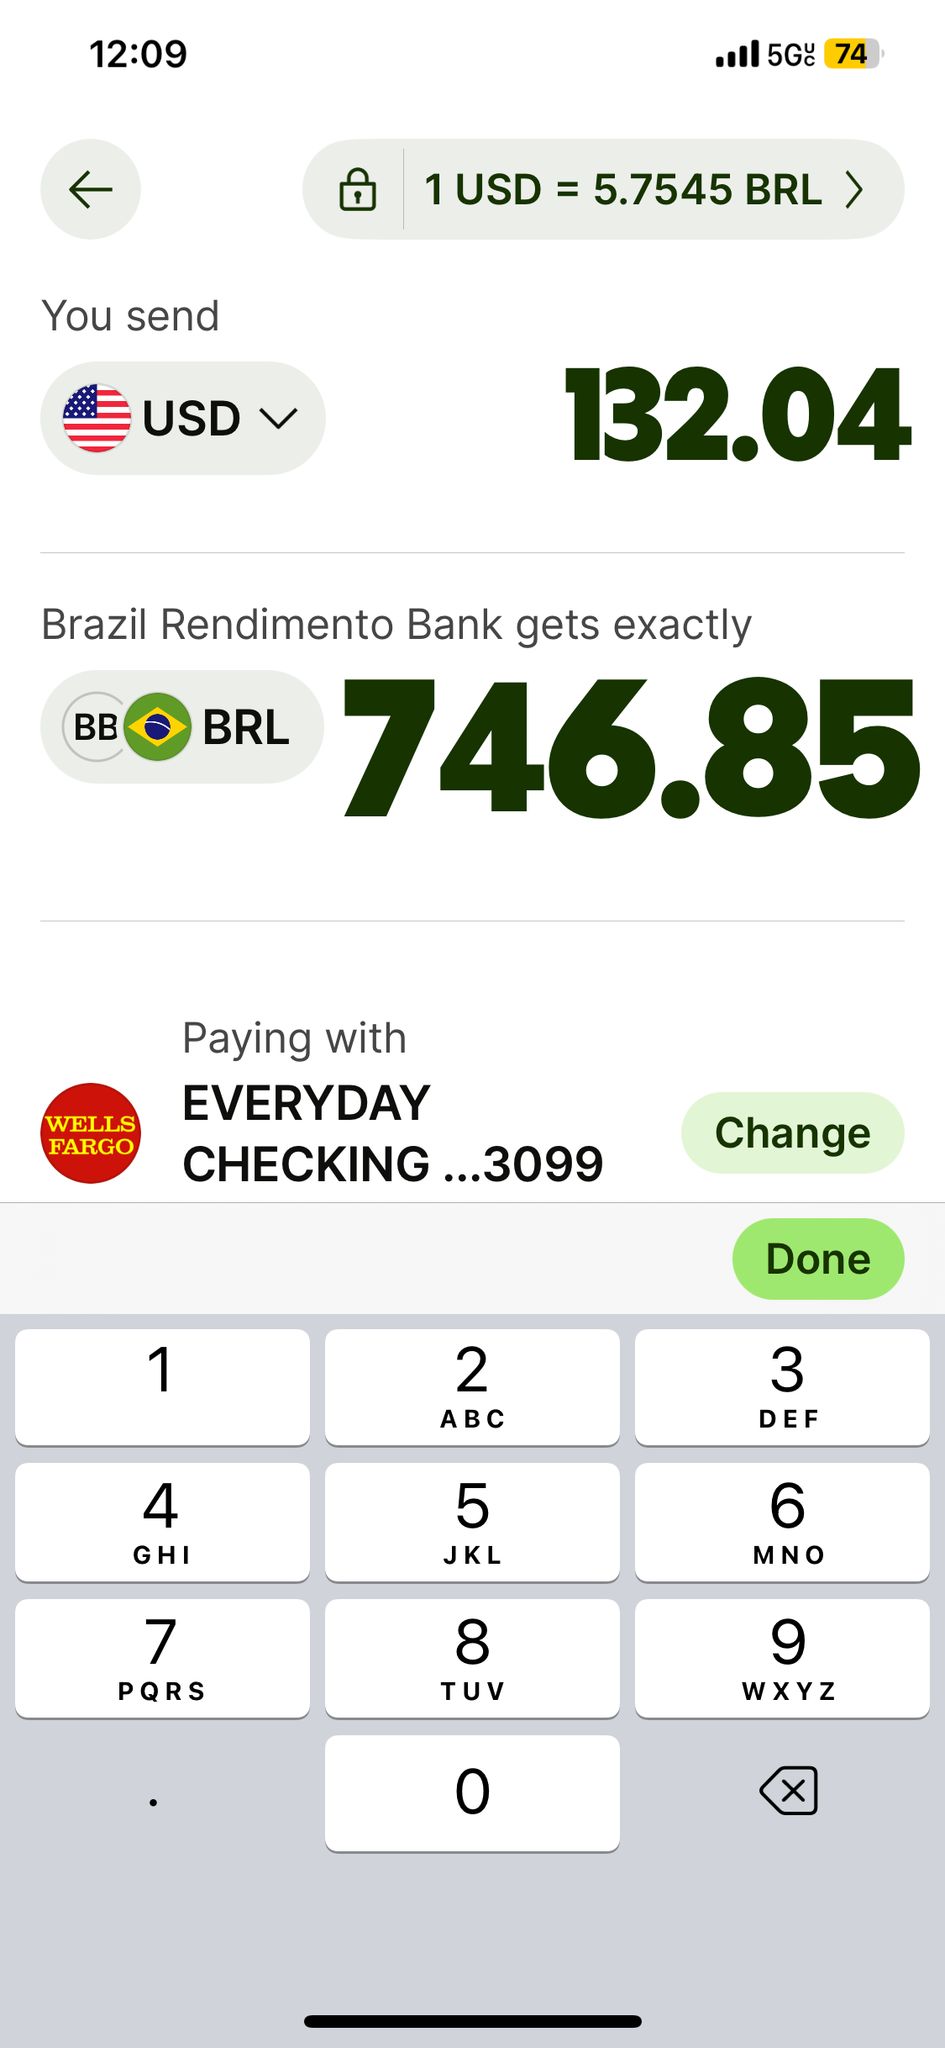 12:09
5GUC 74
1 USD = 5.7545 BRL
You send
USD 132.04
Brazil Rendimento Bank gets exactly
BB BRL 746.85
Paying with
WELLS
FARGO
EVERYDAY
CHECKING ...3099
Change
Done
1 2 3
ABC DEF
4 5 6
GHI JKL MNO
7 8 9
PQRS TUV WXYZ
. 0